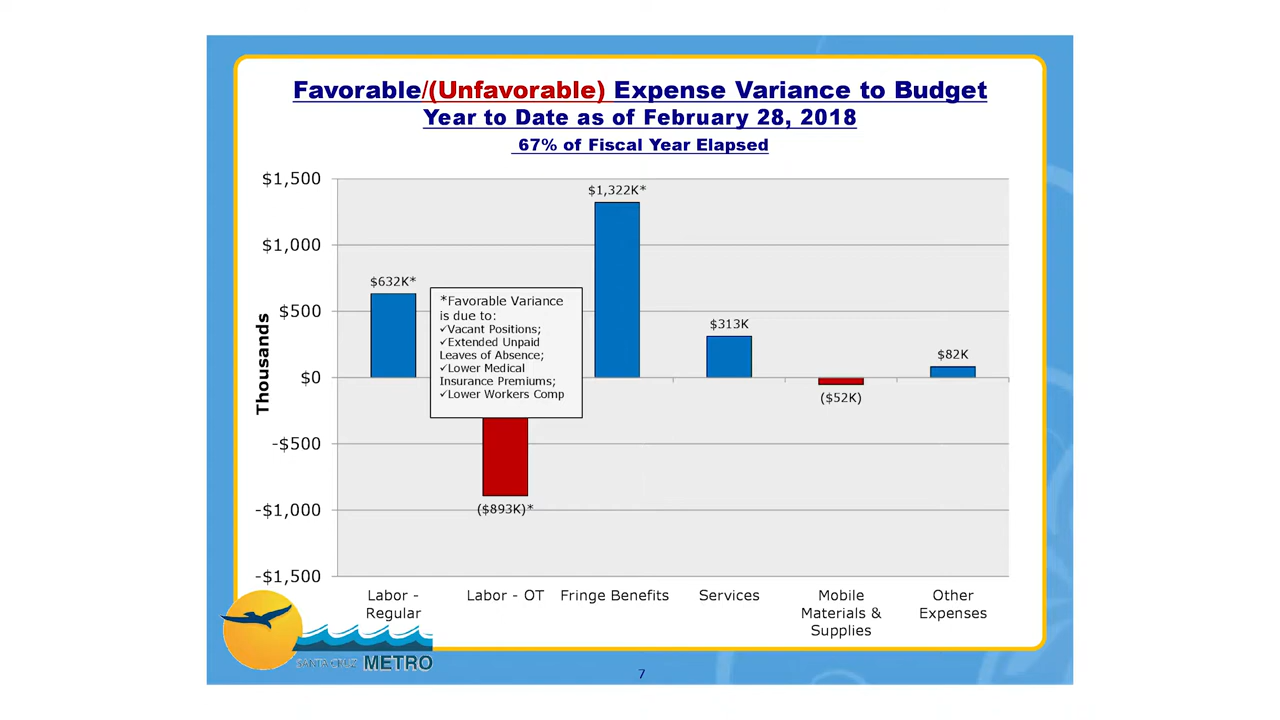 Favorable/(Unfavorable) Expense Variance to Budget
Year to Date as of February 28, 2018
67% of Fiscal Year Elapsed
$1,500
$1,000
$500
$0
-$500
-$1,000
-$1,500
Thousands
$632K*
($893K)*
$1,322K*
$313K
($52K)
$82K
*Favorable Variance
is due to:
✓Vacant Positions;
✓Extended Unpaid
Leaves of Absence;
✓Lower Medical
Insurance Premiums;
✓Lower Workers Comp
Labor -
Regular
Labor - OT
Fringe Benefits
Services
Mobile
Materials &
Supplies
Other
Expenses
SANTA CRUZ METRO
7